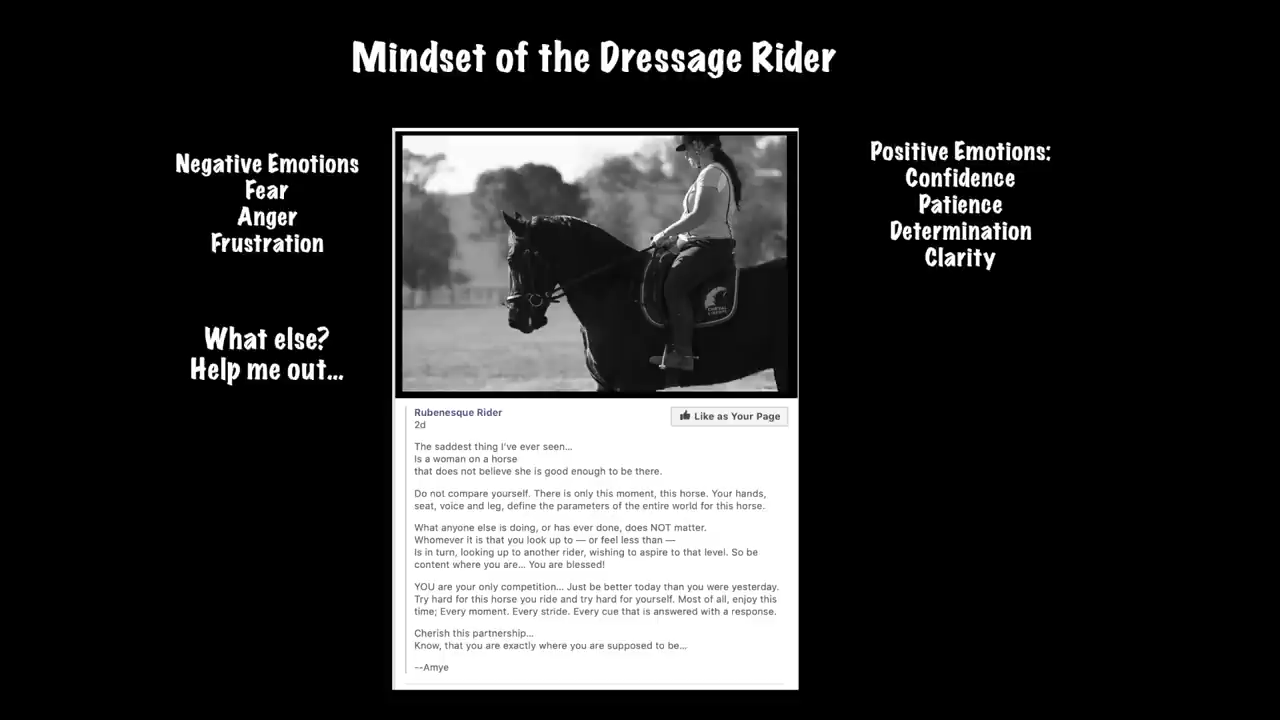 Mindset of the Dressage Rider
Negative Emotions
Fear
Anger
Frustration
What else?
Help me out...
Positive Emotions:
Confidence
Patience
Determination
Clarity
Rubenesque Rider
2d
Like as Your Page
The saddest thing I've ever seen...
Is a woman on a horse
that does not believe she is good enough to be there.
Do not compare yourself. There is only this moment, this horse. Your hands,
seat, voice and leg, define the parameters of the entire world for this horse.
What anyone else is doing, or has ever done, does NOT matter.
Whomever it is that you look up to — or feel less than —
Is in turn, looking up to another rider, wishing to aspire to that level. So be
content where you are... You are blessed!
YOU are your only competition... Just be better today than you were yesterday.
Try hard for this horse you ride and try hard for yourself. Most of all, enjoy this
time; Every moment. Every stride. Every cue that is answered with a response.
Cherish this partnership...
Know, that you are exactly where you are supposed to be...
--Amye